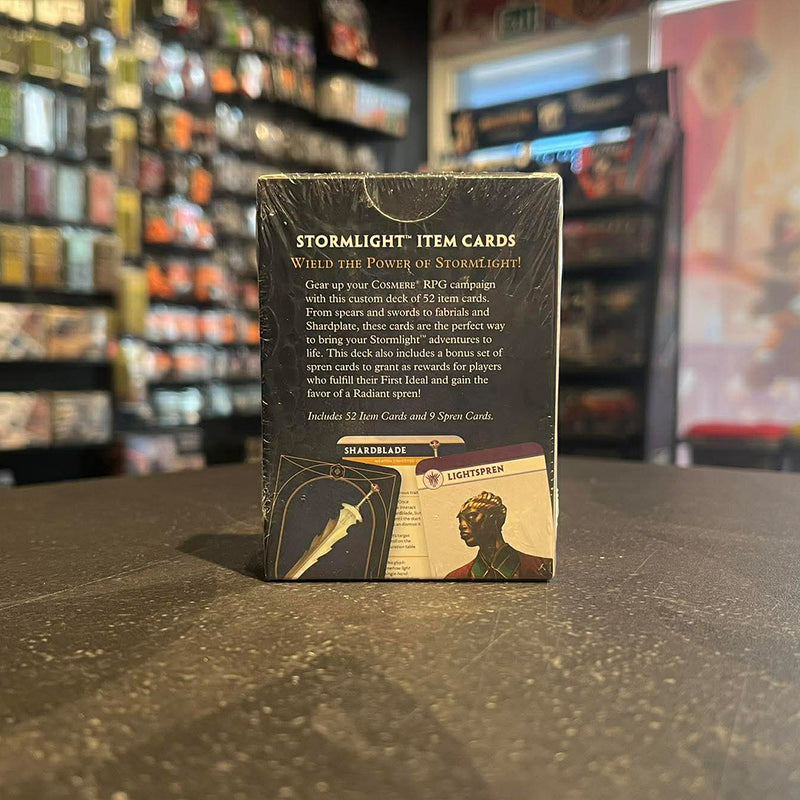 STORMLIGHT™ ITEM CARDS
WIELD THE POWER OF STORMLIGHT!
Gear up your COSMERE® RPG campaign
with this custom deck of 52 item cards.
From spears and swords to fabrials and
Shardplate, these cards are the perfect way
to bring your Stormlight™ adventures to
life. This deck also includes a bonus set of
spren cards to grant as rewards for players
who fulfill their First Ideal and gain the
favor of a Radiant spren!
Includes 52 Item Cards and 9 Spren Cards.
SHARDBLADE
LIGHTSPREN
EXIT